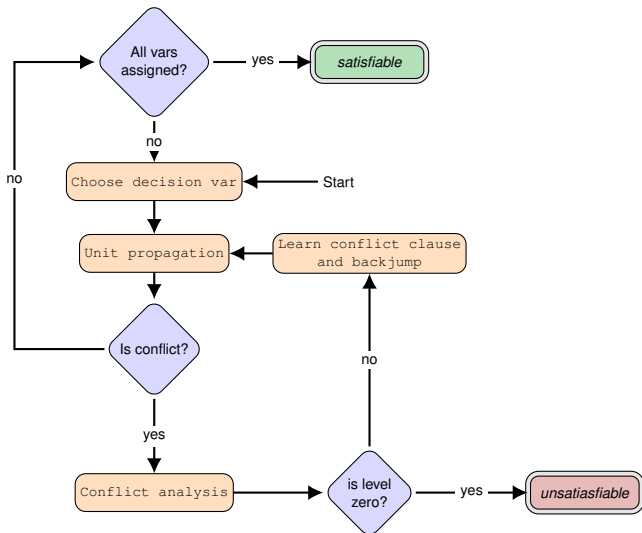 All vars
assigned?
yes
satisfiable
no
Choose decision var
Start
no
Unit propagation
Learn conflict clause
and backjump
Is conflict?
no
yes
Conflict analysis
is level
zero?
yes
unsatiasfiable